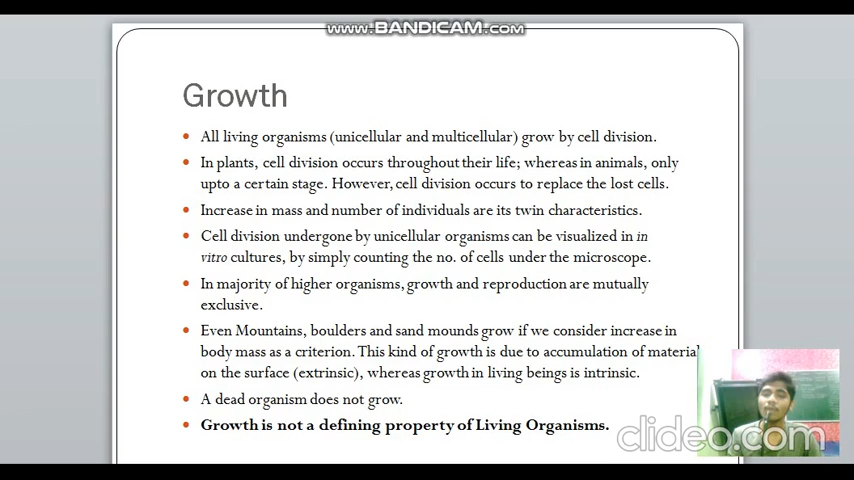 www.BANDICAM.com
Growth
All living organisms (unicellular and multicellular) grow by cell division.
In plants, cell division occurs throughout their life; whereas in animals, only
upto a certain stage. However, cell division occurs to replace the lost cells.
Increase in mass and number of individuals are its twin characteristics.
Cell division undergone by unicellular organisms can be visualized in in
vitro cultures, by simply counting the no. of cells under the microscope.
In majority of higher organisms, growth and reproduction are mutually
exclusive.
Even Mountains, boulders and sand mounds grow if we consider increase in
body mass as a criterion. This kind of growth is due to accumulation of material
on the surface (extrinsic), whereas growth in living beings is intrinsic.
A dead organism does not grow.
Growth is not a defining property of Living Organisms.
clideo.com